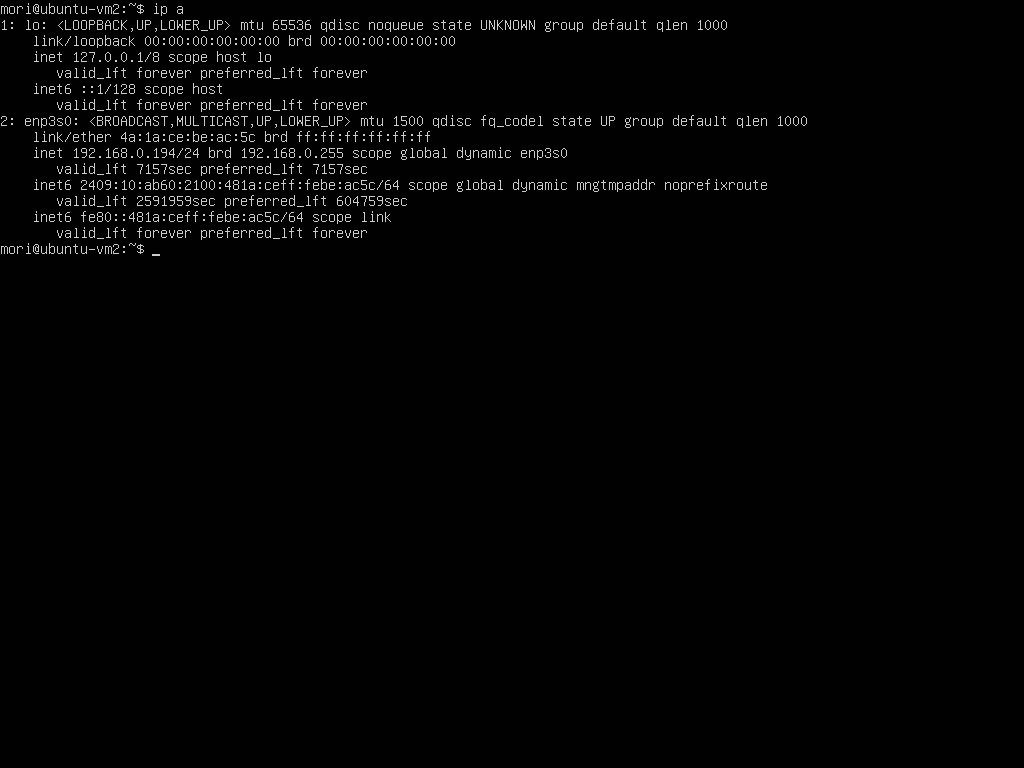 mori@ubuntu-vm2:~$ ip a
1: lo: <LOOPBACK,UP,LOWER_UP> mtu 65536 qdisc noqueue state UNKNOWN group default qlen 1000
    link/loopback 00:00:00:00:00:00 brd 00:00:00:00:00:00
    inet 127.0.0.1/8 scope host lo
       valid_lft forever preferred_lft forever
    inet6 ::1/128 scope host
       valid_lft forever preferred_lft forever
2: enp3s0: <BROADCAST,MULTICAST,UP,LOWER_UP> mtu 1500 qdisc fq_codel state UP group default qlen 1000
    link/ether 4a:1a:ce:be:ac:5c brd ff:ff:ff:ff:ff:ff
    inet 192.168.0.194/24 brd 192.168.0.255 scope global dynamic enp3s0
       valid_lft 7157sec preferred_lft 7157sec
    inet6 2409:10:ab60:2100:481a:ceff:febe:ac5c/64 scope global dynamic mngtmpaddr noprefixroute
       valid_lft 2591959sec preferred_lft 604759sec
    inet6 fe80::481a:ceff:febe:ac5c/64 scope link
       valid_lft forever preferred_lft forever
mori@ubuntu-vm2:~$ _